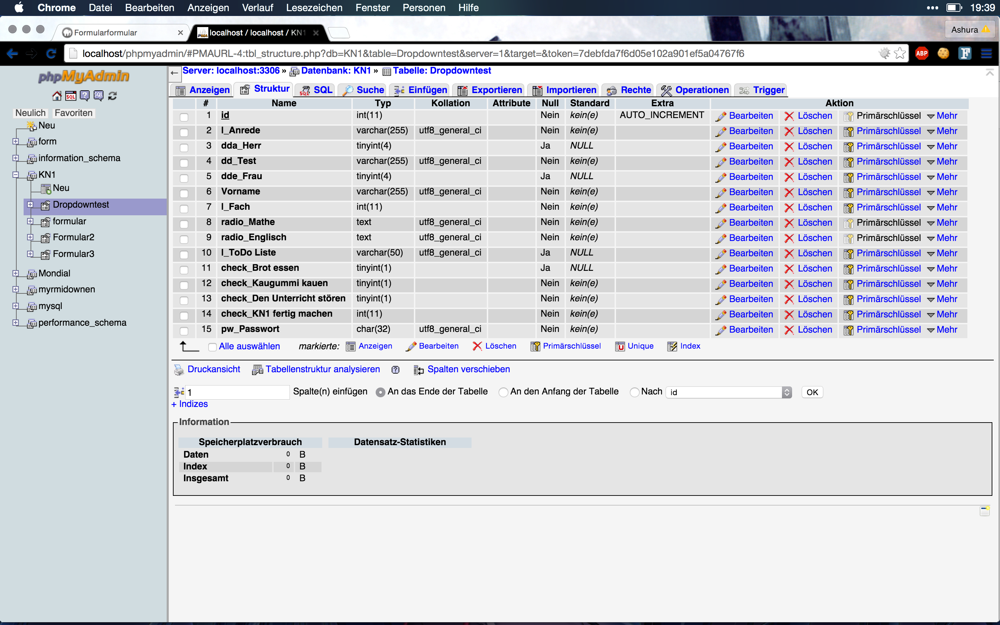 Chrome Datei Bearbeiten Anzeigen Verlauf Lesezeichen Fenster Personen Hilfe 19:39
Formularformular localhost / localhost / KN1 Ashura
localhost/phpmyadmin/#PMAURL-4:tbl_structure.php?db=KN1&table=Dropdowntest&server=1&target=&token=7debfda7f6d05e102a901ef5a04767f6 ABP F
phpMyAdmin
SQL ? SQL
Neulich Favoriten
Neu
form
information_schema
KN1
Neu
Dropdowntest
formular
Formular2
Formular3
Mondial
myrmidownen
mysql
performance_schema
← Server: localhost:3306 » Datenbank: KN1 » Tabelle: Dropdowntest
Anzeigen Struktur SQL Suche Einfügen Exportieren Importieren Rechte Operationen Trigger
# Name Typ Kollation Attribute Null Standard Extra Aktion
1 id int(11) Nein kein(e) AUTO_INCREMENT Bearbeiten Löschen Primärschlüssel Mehr
2 l_Anrede varchar(255) utf8_general_ci Nein kein(e) Bearbeiten Löschen Primärschlüssel Mehr
3 dda_Herr tinyint(4) Ja NULL Bearbeiten Löschen Primärschlüssel Mehr
4 dd_Test varchar(255) utf8_general_ci Nein kein(e) Bearbeiten Löschen Primärschlüssel Mehr
5 dde_Frau tinyint(4) Ja NULL Bearbeiten Löschen Primärschlüssel Mehr
6 Vorname varchar(255) utf8_general_ci Nein kein(e) Bearbeiten Löschen Primärschlüssel Mehr
7 l_Fach int(11) Nein kein(e) Bearbeiten Löschen Primärschlüssel Mehr
8 radio_Mathe text utf8_general_ci Nein kein(e) Bearbeiten Löschen Primärschlüssel Mehr
9 radio_Englisch text utf8_general_ci Nein kein(e) Bearbeiten Löschen Primärschlüssel Mehr
10 l_ToDo Liste varchar(50) utf8_general_ci Ja NULL Bearbeiten Löschen Primärschlüssel Mehr
11 check_Brot essen tinyint(1) Ja NULL Bearbeiten Löschen Primärschlüssel Mehr
12 check_Kaugummi kauen tinyint(1) Nein kein(e) Bearbeiten Löschen Primärschlüssel Mehr
13 check_Den Unterricht stören tinyint(1) Nein kein(e) Bearbeiten Löschen Primärschlüssel Mehr
14 check_KN1 fertig machen int(11) Nein kein(e) Bearbeiten Löschen Primärschlüssel Mehr
15 pw_Passwort char(32) utf8_general_ci Nein kein(e) Bearbeiten Löschen Primärschlüssel Mehr
Alle auswählen markierte: Anzeigen Bearbeiten Löschen Primärschlüssel Unique Index
Druckansicht Tabellenstruktur analysieren Spalten verschieben
1 Spalte(n) einfügen An das Ende der Tabelle An den Anfang der Tabelle Nach id OK
+ Indizes
Information
Speicherplatzverbrauch Datensatz-Statistiken
Daten 0 B
Index 0 B
Insgesamt 0 B